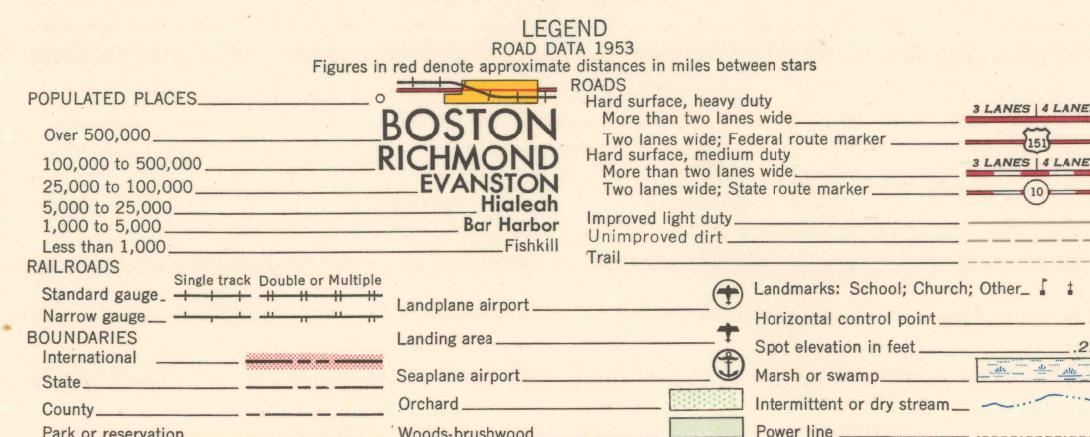 LEGEND
ROAD DATA 1953
Figures in red denote approximate distances in miles between stars
POPULATED PLACES
Over 500,000 BOSTON
100,000 to 500,000 RICHMOND
25,000 to 100,000 EVANSTON
5,000 to 25,000 Hialeah
1,000 to 5,000 Bar Harbor
Less than 1,000 Fishkill
RAILROADS
Single track Double or Multiple
Standard gauge
Narrow gauge
BOUNDARIES
International
State
County
Park or reservation
Landplane airport
Landing area
Seaplane airport
Orchard
Woods-brushwood
ROADS
Hard surface, heavy duty
More than two lanes wide 3 LANES | 4 LANE
Two lanes wide; Federal route marker 151
Hard surface, medium duty
More than two lanes wide 3 LANES | 4 LANE
Two lanes wide; State route marker 10
Improved light duty
Unimproved dirt
Trail
Landmarks: School; Church; Other
Horizontal control point
Spot elevation in feet .2
Marsh or swamp
Intermittent or dry stream
Power line